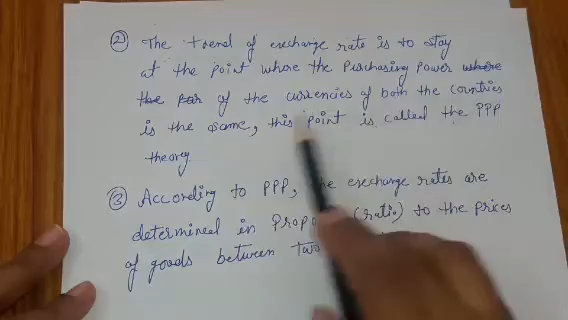 ② The trend of exchange rate is to stay
at the point where the purchasing power where
the par of the currencies of both the countries
is the same, this point is called the PPP
theory
③ According to PPP, the exchange rates are
determined in (ratio) to the prices
of goods between two